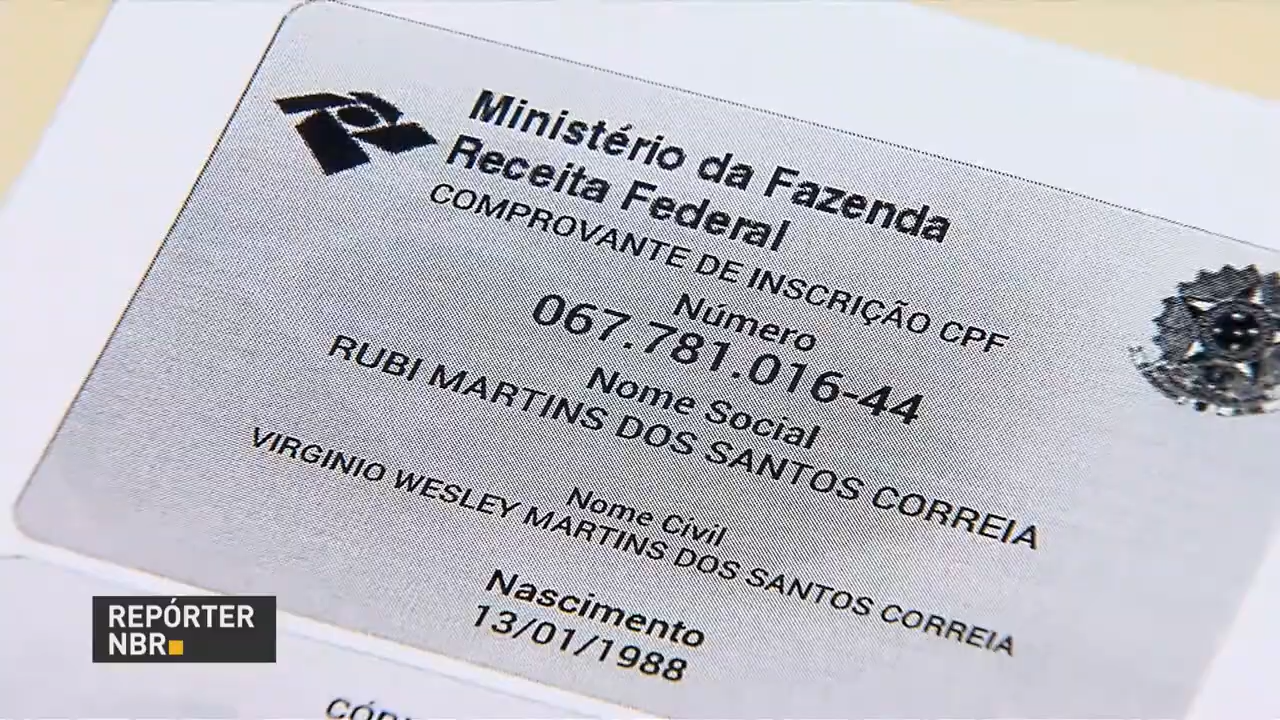 Ministério da Fazenda
Receita Federal
COMPROVANTE DE INSCRIÇÃO CPF
Número
067.781.016-44
Nome Social
RUBI MARTINS DOS SANTOS CORREIA
Nome Civil
VIRGINIO WESLEY MARTINS DOS SANTOS CORREIA
Nascimento
13/01/1988
REPÓRTER
NBR